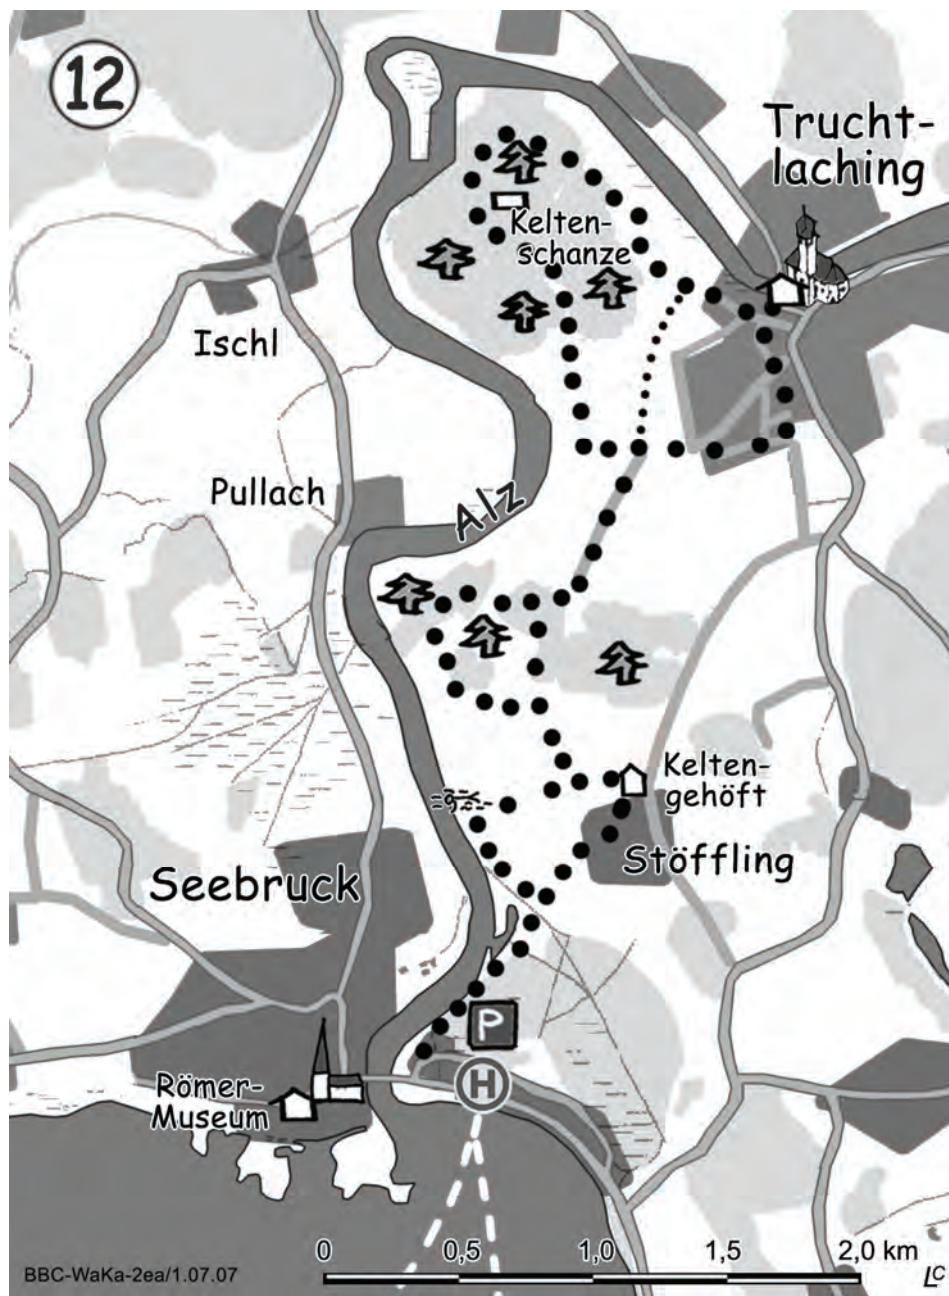 12
Trucht-
laching
Kelten-
schanze
Ischl
Pullach
Alz
Kelten-
gehöft
Stöffling
Seebruck
P
H
Römer-
Museum
0 0,5 1,0 1,5 2,0 km
BBC-WaKa-2ea/1.07.07
LC